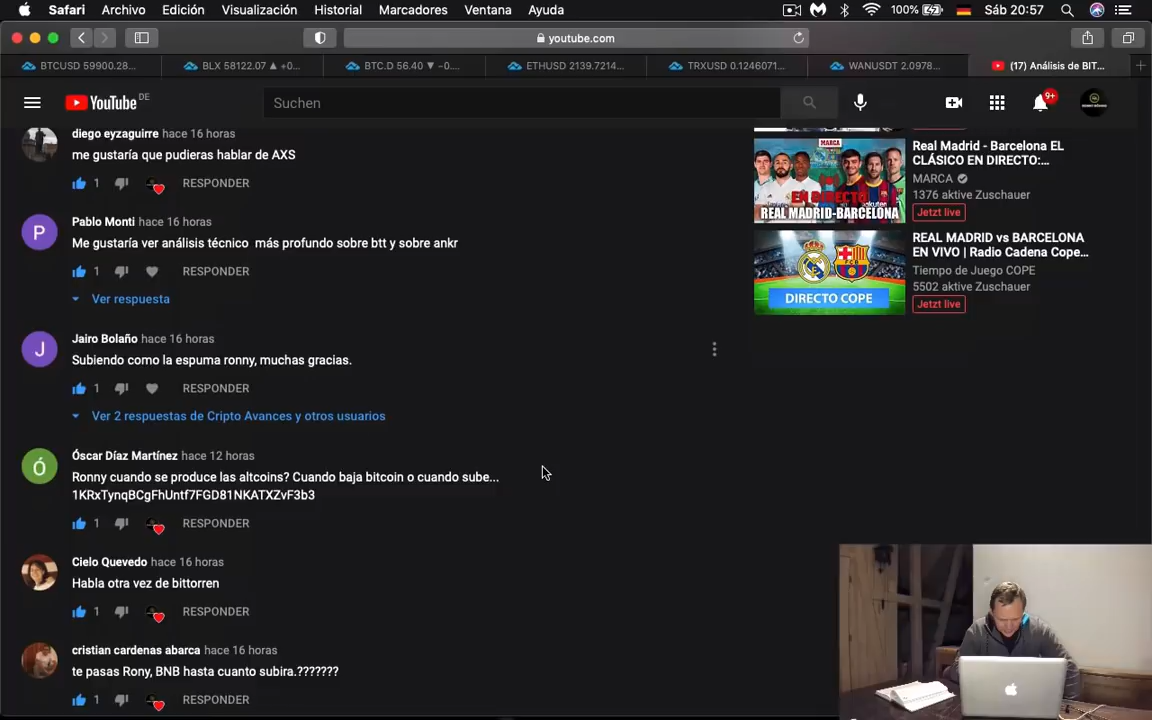 Safari Archivo Edición Visualización Historial Marcadores Ventana Ayuda 100% Sáb 20:57
youtube.com
BTCUSD 59900.28... BLX 58122.07 ▲ +0... BTC.D 56.40 ▼ −0.... ETHUSD 2139.7214... TRXUSD 0.1246071... WANUSDT 2.0978... (17) Análisis de BIT...
YouTube DE Suchen 9+
diego eyzaguirre hace 16 horas
me gustaría que pudieras hablar de AXS
1 RESPONDER
Pablo Monti hace 16 horas
Me gustaría ver análisis técnico más profundo sobre btt y sobre ankr
1 RESPONDER
Ver respuesta
Jairo Bolaño hace 16 horas
Subiendo como la espuma ronny, muchas gracias.
1 RESPONDER
Ver 2 respuestas de Cripto Avances y otros usuarios
Óscar Díaz Martínez hace 12 horas
Ronny cuando se produce las altcoins? Cuando baja bitcoin o cuando sube...
1KRxTynqBCgFhUntf7FGD81NKATXZvF3b3
1 RESPONDER
Cielo Quevedo hace 16 horas
Habla otra vez de bittorren
1 RESPONDER
cristian cardenas abarca hace 16 horas
te pasas Rony, BNB hasta cuanto subira.???????
1 RESPONDER
MARCA
EN DIRECTO
REAL MADRID-BARCELONA
Real Madrid - Barcelona EL
CLÁSICO EN DIRECTO:...
MARCA
1376 aktive Zuschauer
Jetzt live
DIRECTO COPE
REAL MADRID vs BARCELONA
EN VIVO | Radio Cadena Cope...
Tiempo de Juego COPE
5502 aktive Zuschauer
Jetzt live